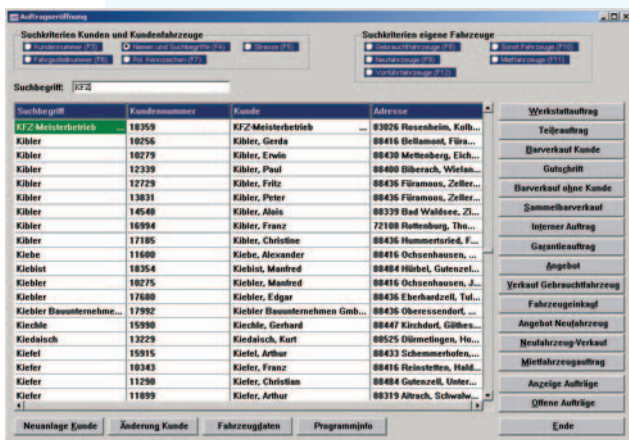 Auftragseröffnung
Suchkriterien Kunden und Kundenfahrzeuge
Suchkriterien eigene Fahrzeuge
Kundennummer (F3) Namen und Suchbegriffe (F4) Strasse (F5)
Gebrauchtfahrzeuge (F8) Sonst.Fahrzeuge (F10)
Fahrgestellnummer (F6) Pol. Kennzeichen (F7)
Neufahrzeuge (F9) Mietfahrzeuge (F11)
Vorführfahrzeuge (F12)
Suchbegriff: KFZ
Suchbegriff Kundennummer Kunde Adresse
KFZ-Meisterbetrieb ... 18359 KFZ-Meisterbetrieb ... 83026 Rosenheim, Kolb...
Kibler 10256 Kibler, Gerda 88416 Bellamont, Füra...
Kibler 10279 Kibler, Erwin 88430 Mettenberg, Eich...
Kibler 12339 Kibler, Paul 88400 Biberach, Wielan...
Kibler 12729 Kibler, Fritz 88436 Füramoos, Zeller...
Kibler 13831 Kibler, Peter 88436 Füramoos, Zeller...
Kibler 14548 Kibler, Alois 88339 Bad Waldsee, Zi...
Kibler 16994 Kibler, Franz 72108 Rottenburg, Tho...
Kibler 17185 Kibler, Christine 88436 Hummertsried, F...
Kiebe 11600 Kiebe, Alexander 88416 Ochsenhausen, ...
Kiebist 18354 Kiebist, Manfred 88484 Hürbel, Gutenzel...
Kiebler 10275 Kiebler, Manfred 88416 Ochsenhausen, J...
Kiebler 17680 Kiebler, Edgar 88436 Eberhardzell, Tul...
Kiebler Bauunternehme... 17992 Kiebler Bauunternehmen Gmb... 88436 Oberessendorf, ...
Kiechle 15990 Kiechle, Gerhard 88447 Kirchdorf, Göthes...
Kiedaisch 13229 Kiedaisch, Kurt 88525 Dürmetingen, Ho...
Kiefel 15915 Kiefel, Arthur 88433 Schemmerhofen,...
Kiefer 10343 Kiefer, Franz 88416 Reinstetten, Hald...
Kiefer 11290 Kiefer, Christian 88484 Gutenzell, Unter...
Kiefer 11899 Kiefer, Arthur 88319 Aitrach, Schwalw...
Werkstattauftrag
Teileauftrag
Barverkauf Kunde
Gutschrift
Barverkauf ohne Kunde
Sammelbarverkauf
Interner Auftrag
Garantieauftrag
Angebot
Verkauf Gebrauchtfahrzeug
Fahrzeugeinkauf
Angebot Neufahrzeug
Neufahrzeug-Verkauf
Mietfahrzeugauftrag
Anzeige Aufträge
Offene Aufträge
Neuanlage Kunde Änderung Kunde Fahrzeugdaten Programminfo Ende